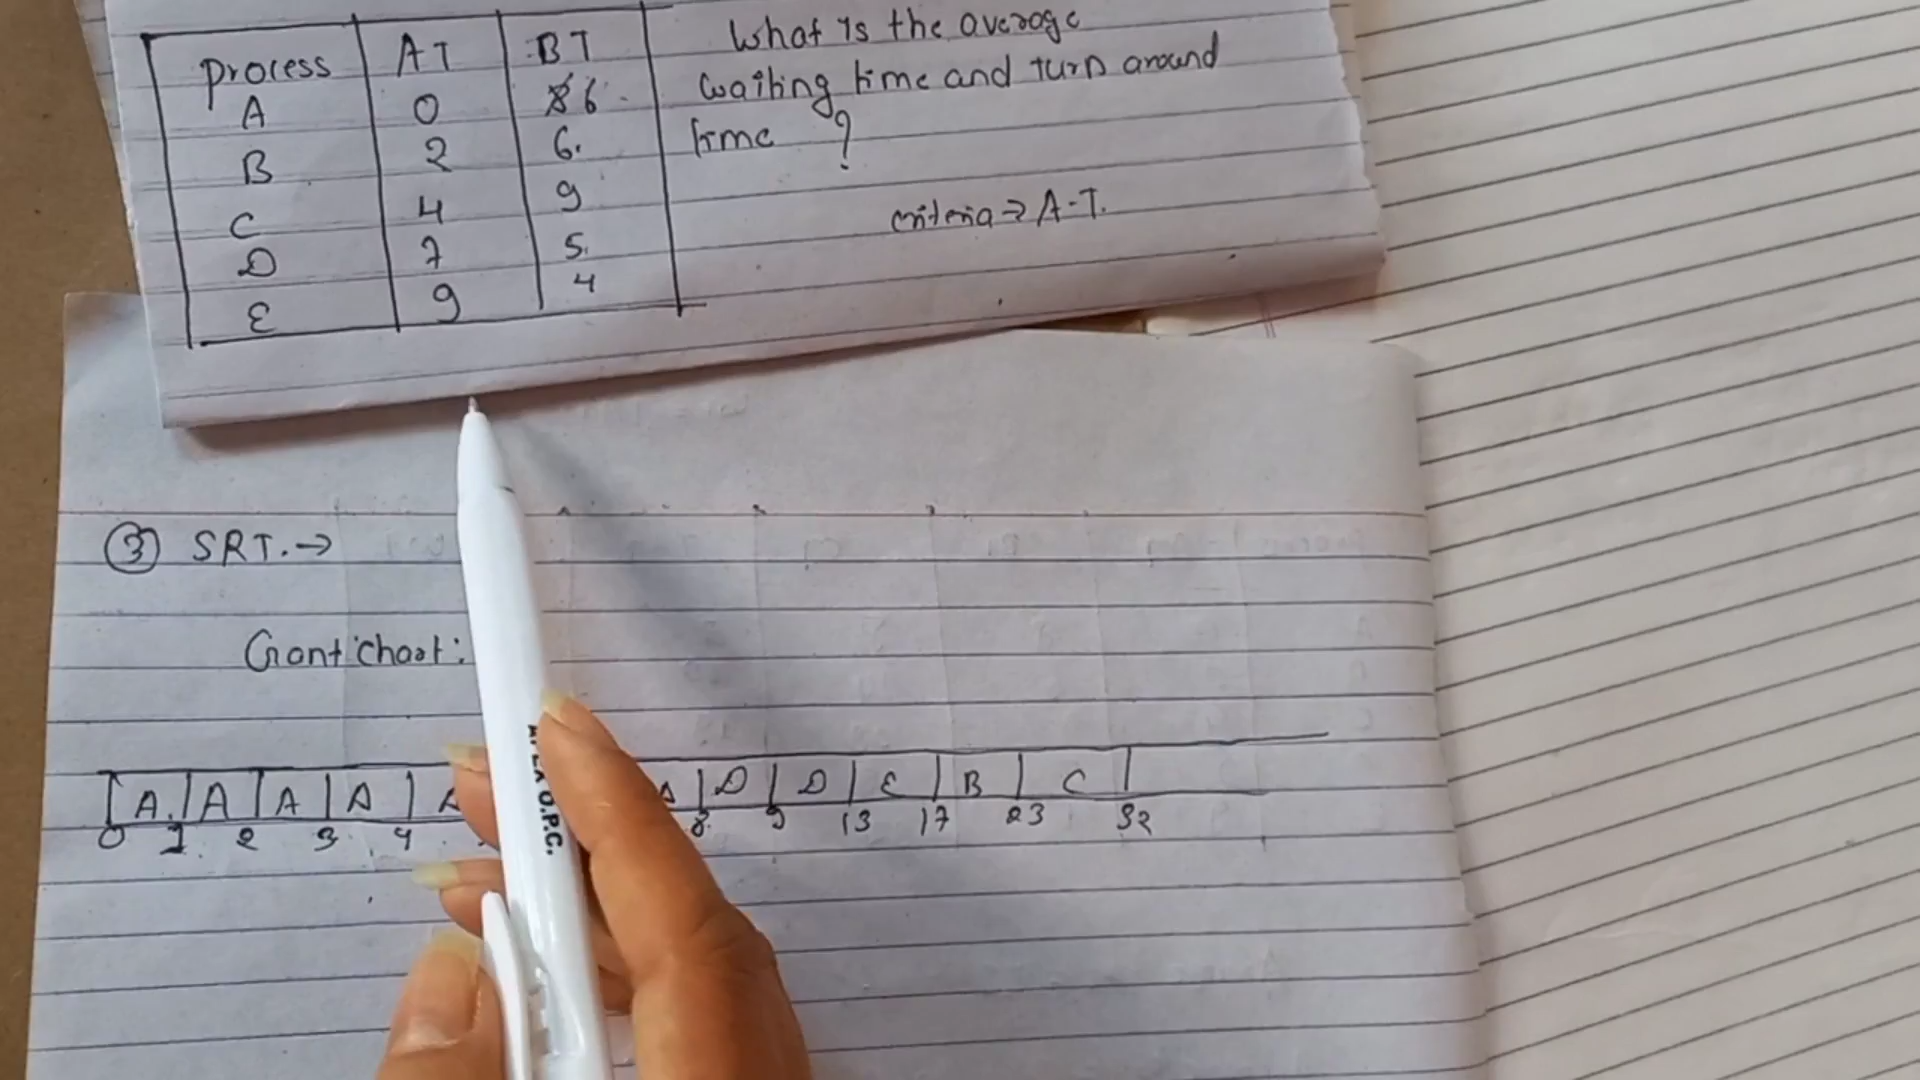 Process AT BT
A 0 6
B 2 6.
C 4 9
D 7 5.
E 9 4
What is the average
waiting time and turn around
time ?
criteria → A.T.
③ SRT. →
Gantt chart:
A A A A D D E B C
0 1 2 3 4 8 9 13 17 23 32